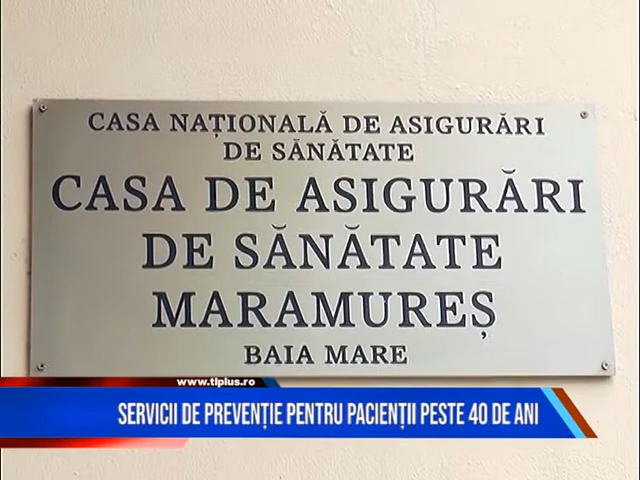 CASA NAȚIONALĂ DE ASIGURĂRI
DE SĂNĂTATE
CASA DE ASIGURĂRI
DE SĂNĂTATE
MARAMUREȘ
BAIA MARE
www.tlplus.ro
SERVICII DE PREVENȚIE PENTRU PACIENȚII PESTE 40 DE ANI